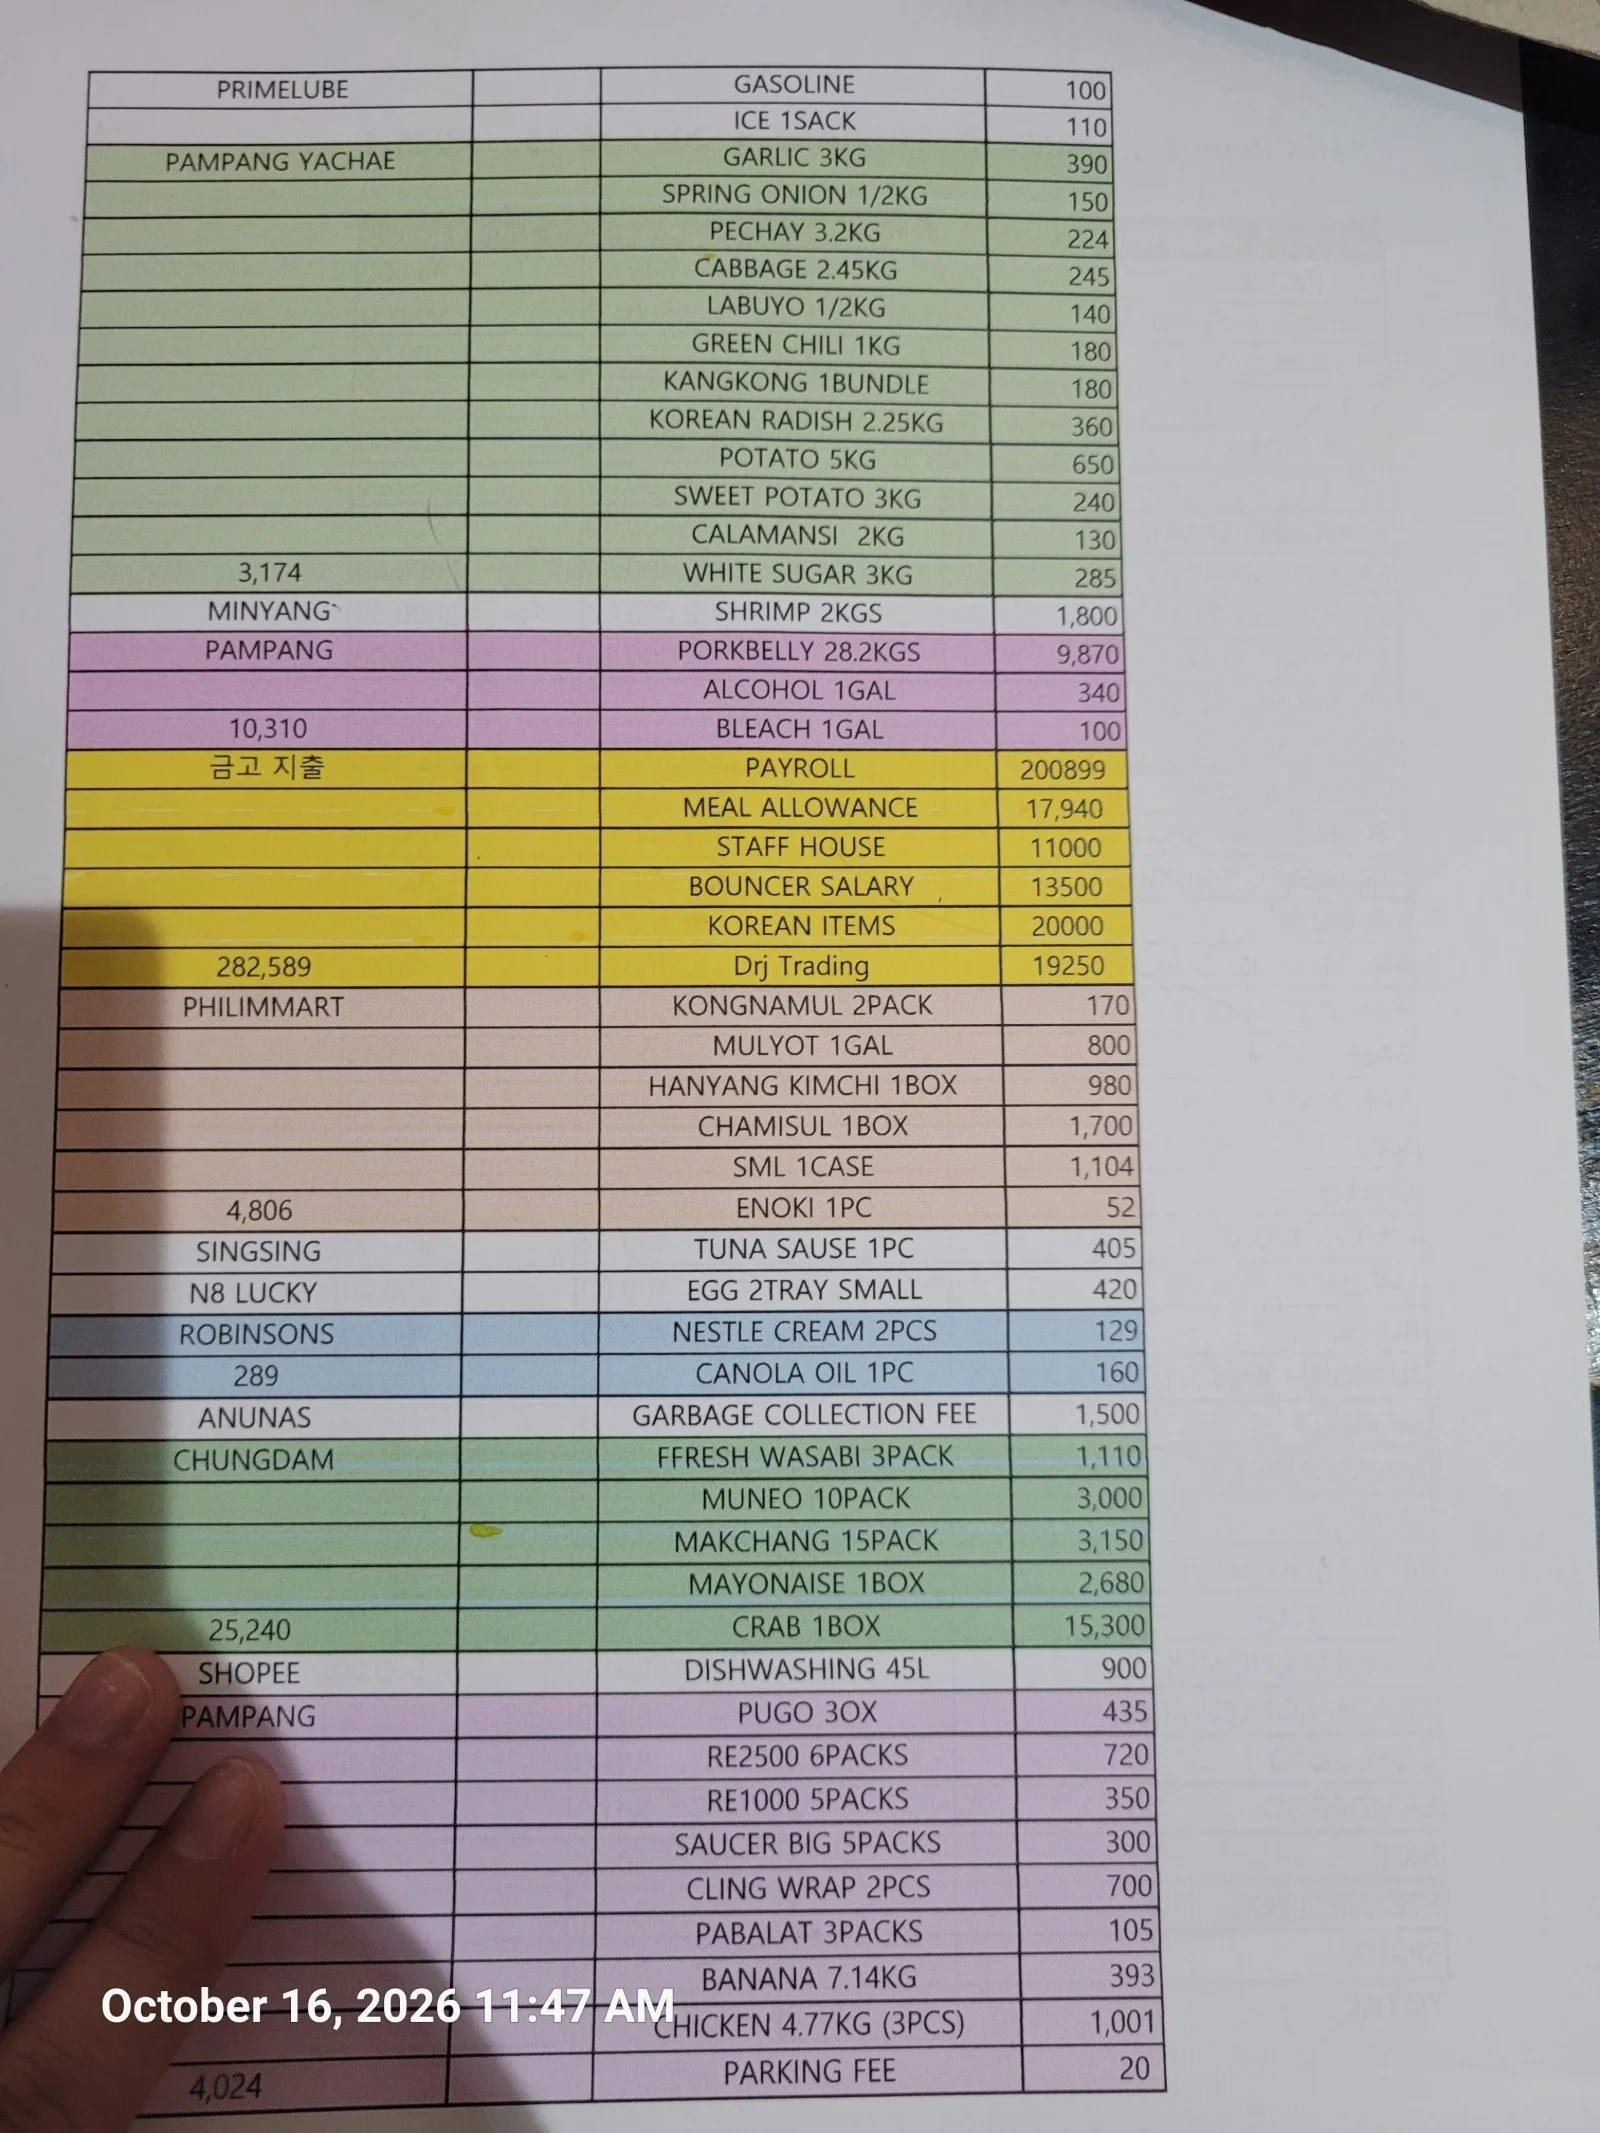 PRIMELUBE GASOLINE 100
ICE 1SACK 110
PAMPANG YACHAE GARLIC 3KG 390
SPRING ONION 1/2KG 150
PECHAY 3.2KG 224
CABBAGE 2.45KG 245
LABUYO 1/2KG 140
GREEN CHILI 1KG 180
KANGKONG 1BUNDLE 180
KOREAN RADISH 2.25KG 360
POTATO 5KG 650
SWEET POTATO 3KG 240
CALAMANSI 2KG 130
3,174 WHITE SUGAR 3KG 285
MINYANG` SHRIMP 2KGS 1,800
PAMPANG PORKBELLY 28.2KGS 9,870
ALCOHOL 1GAL 340
10,310 BLEACH 1GAL 100
금고 지출 PAYROLL 200899
MEAL ALLOWANCE 17,940
STAFF HOUSE 11000
BOUNCER SALARY 13500
KOREAN ITEMS 20000
282,589 Drj Trading 19250
PHILIMMART KONGNAMUL 2PACK 170
MULYOT 1GAL 800
HANYANG KIMCHI 1BOX 980
CHAMISUL 1BOX 1,700
SML 1CASE 1,104
4,806 ENOKI 1PC 52
SINGSING TUNA SAUSE 1PC 405
N8 LUCKY EGG 2TRAY SMALL 420
ROBINSONS NESTLE CREAM 2PCS 129
289 CANOLA OIL 1PC 160
ANUNAS GARBAGE COLLECTION FEE 1,500
CHUNGDAM FFRESH WASABI 3PACK 1,110
MUNEO 10PACK 3,000
MAKCHANG 15PACK 3,150
MAYONAISE 1BOX 2,680
25,240 CRAB 1BOX 15,300
SHOPEE DISHWASHING 45L 900
PAMPANG PUGO 3OX 435
RE2500 6PACKS 720
RE1000 5PACKS 350
SAUCER BIG 5PACKS 300
CLING WRAP 2PCS 700
PABALAT 3PACKS 105
BANANA 7.14KG 393
October 16, 2026 11:47 AM
CHICKEN 4.77KG (3PCS) 1,001
4,024 PARKING FEE 20